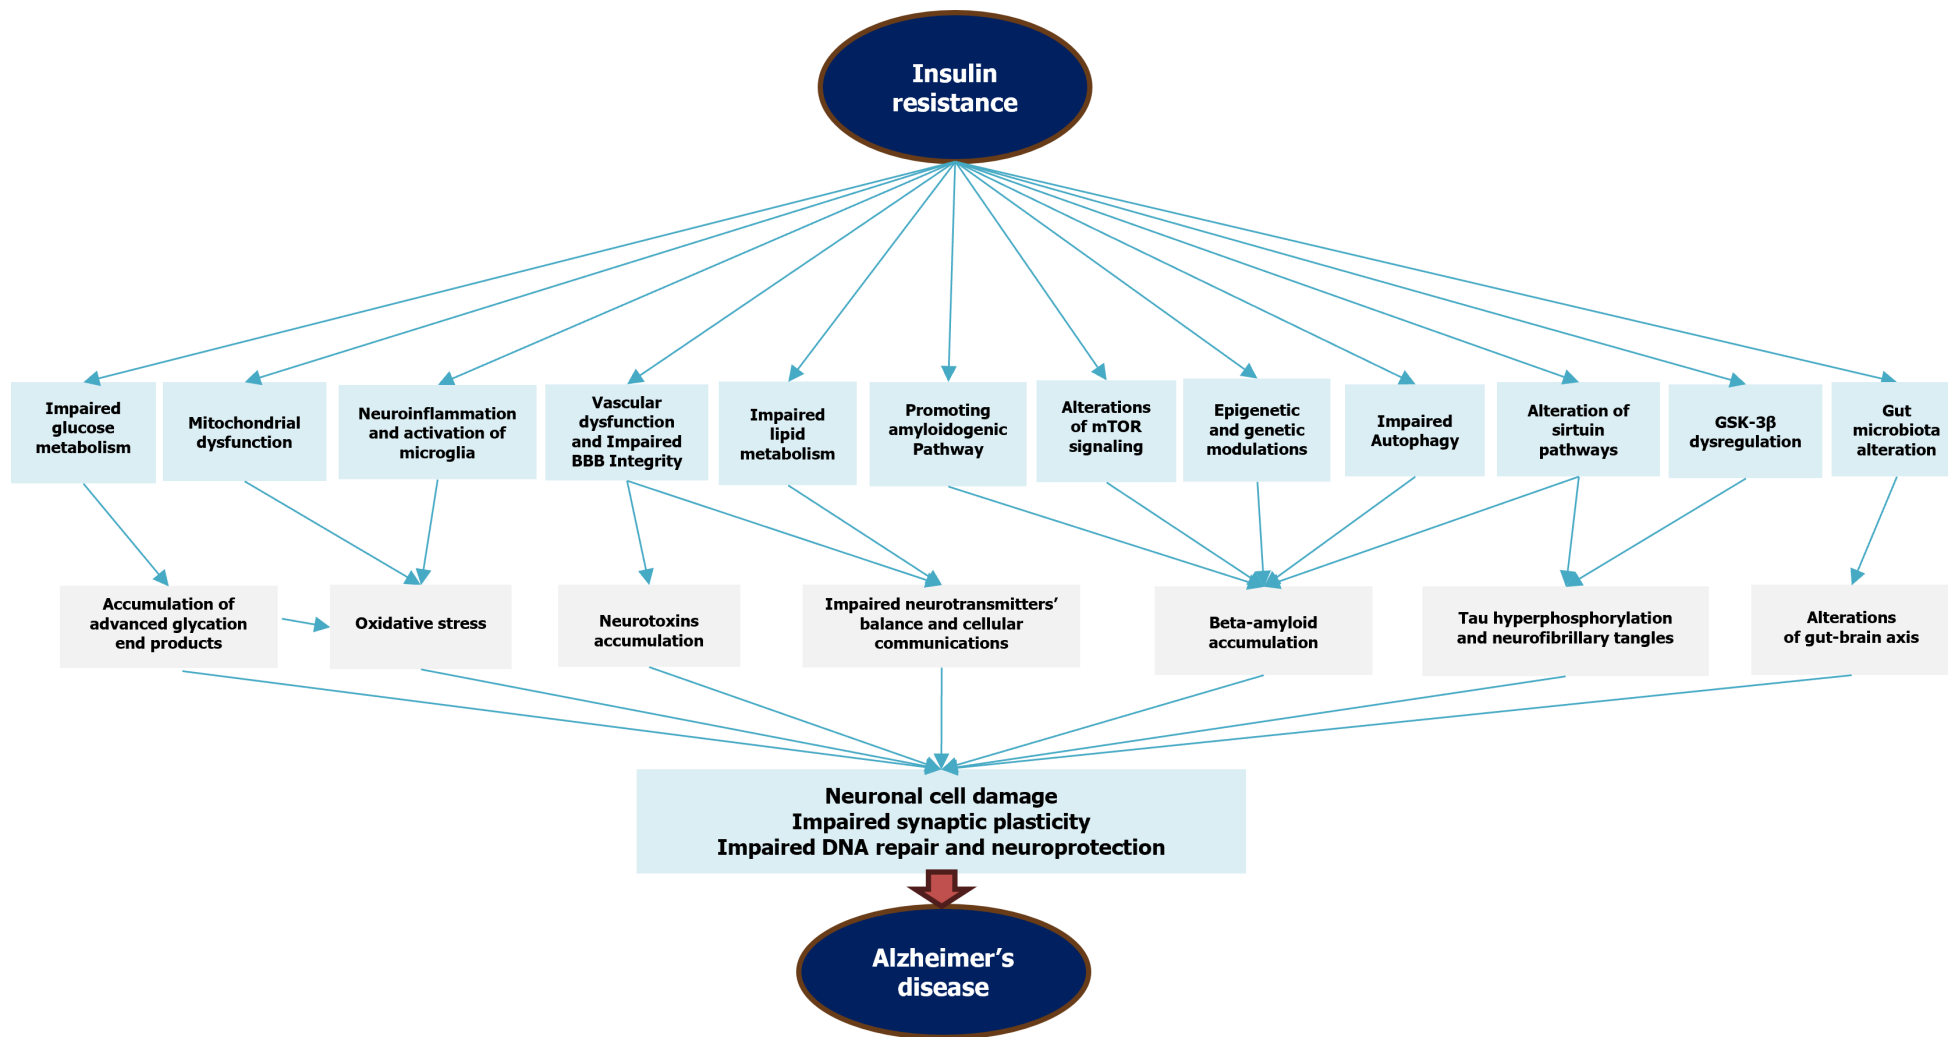 Insulin
resistance
Impaired
glucose
metabolism
Mitochondrial
dysfunction
Neuroinflammation
and activation of
microglia
Vascular
dysfunction
and Impaired
BBB Integrity
Impaired
lipid
metabolism
Promoting
amyloidogenic
Pathway
Alterations
of mTOR
signaling
Epigenetic
and genetic
modulations
Impaired
Autophagy
Alteration of
sirtuin
pathways
GSK-3β
dysregulation
Gut
microbiota
alteration
Accumulation of
advanced glycation
end products
Oxidative stress
Neurotoxins
accumulation
Impaired neurotransmitters’
balance and cellular
communications
Beta-amyloid
accumulation
Tau hyperphosphorylation
and neurofibrillary tangles
Alterations
of gut-brain axis
Neuronal cell damage
Impaired synaptic plasticity
Impaired DNA repair and neuroprotection
Alzheimer’s
disease